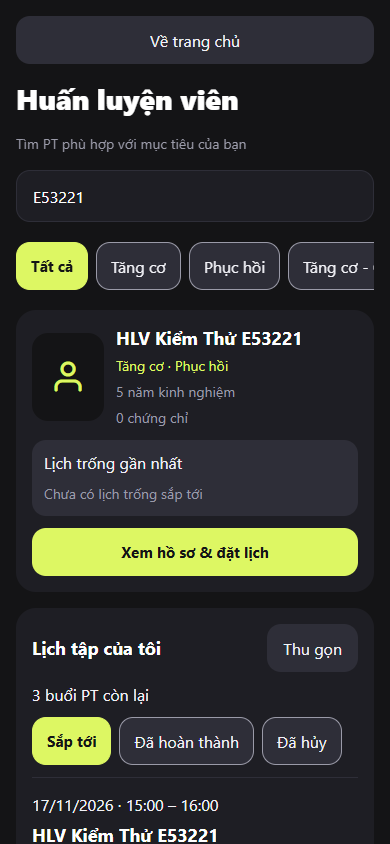 Về trang chủ
Huấn luyện viên
Tìm PT phù hợp với mục tiêu của bạn
E53221
Tất cả
Tăng cơ
Phục hồi
Tăng cơ -
HLV Kiểm Thử E53221
Tăng cơ · Phục hồi
5 năm kinh nghiệm
0 chứng chỉ
Lịch trống gần nhất
Chưa có lịch trống sắp tới
Xem hồ sơ & đặt lịch
Lịch tập của tôi
Thu gọn
3 buổi PT còn lại
Sắp tới
Đã hoàn thành
Đã hủy
17/11/2026 · 15:00 – 16:00
HLV Kiểm Thử E53221